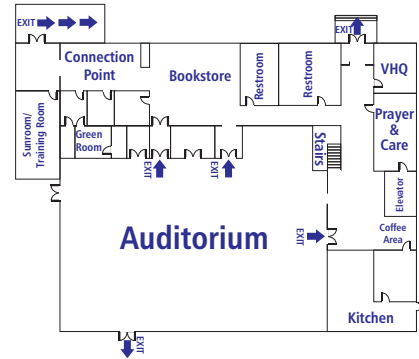 EXIT
EXIT
Connection
Point
Bookstore
Restroom
Restroom
VHQ
Prayer
&
Care
Sunroom/
Training Room
Green
Room
Stairs
EXIT
EXIT
Elevator
Auditorium
EXIT
Coffee
Area
Kitchen
EXIT